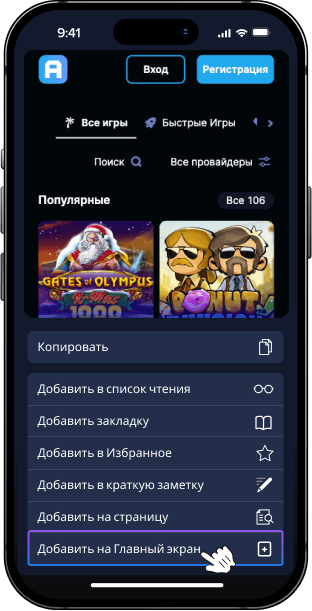 9:41
A
Вход
Регистрация
Все игры
Быстрые Игры
Поиск
Все провайдеры
Популярные
Все 106
GATES OF OLYMPUS
X-Mas
1000
DONUT
Копировать
Добавить в список чтения
Добавить закладку
Добавить в Избранное
Добавить в краткую заметку
Добавить на страницу
Добавить на Главный экран